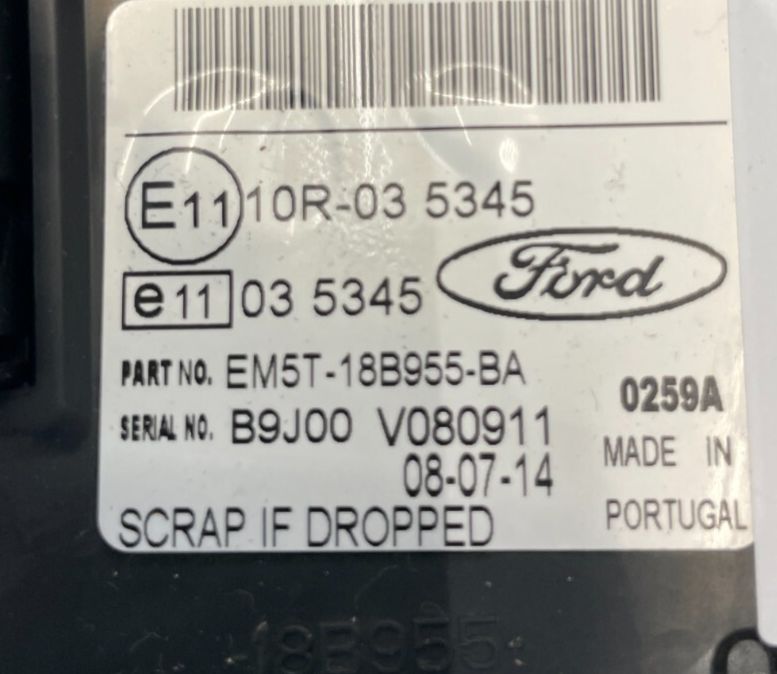 E11 10R-03 5345
e11 03 5345
Ford
PART NO. EM5T-18B955-BA
0259A
SERIAL NO. B9J00 V080911
MADE IN
08-07-14
PORTUGAL
SCRAP IF DROPPED
18B955